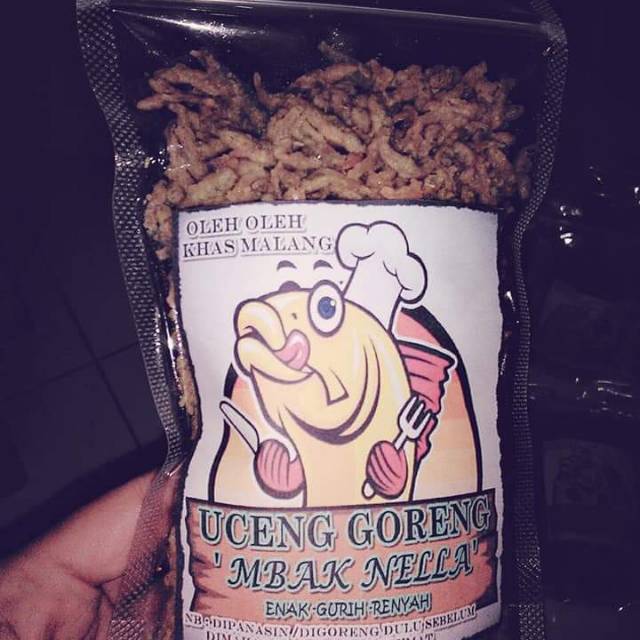 OLEH OLEH
KHAS MALANG
UCENG GORENG
'MBAK NELLA'
ENAK GURIH RENYAH
NB : DIPANASIN/DIGORENG DULU SEBELUM